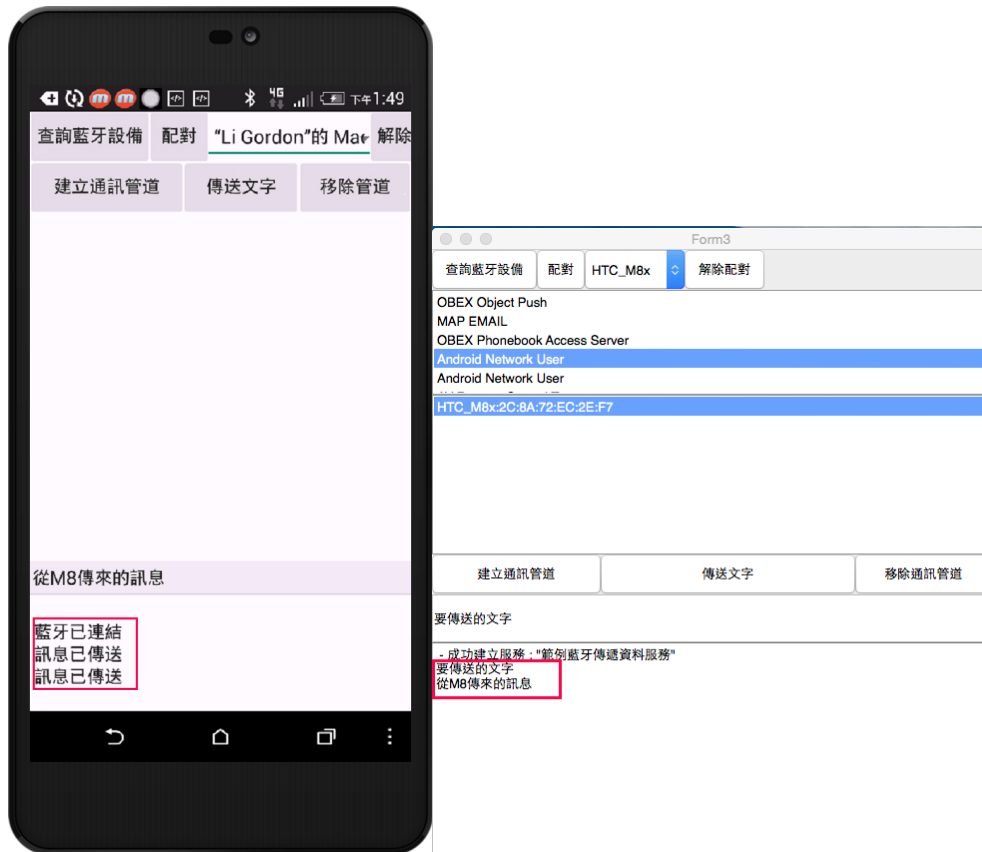 4G 下午1:49
查詢藍牙設備 配對 “Li Gordon”的 Mac 解除
建立通訊管道 傳送文字 移除管道
從M8傳來的訊息
藍牙已連結
訊息已傳送
訊息已傳送
Form3
查詢藍牙設備 配對 HTC_M8x 解除配對
OBEX Object Push
MAP EMAIL
OBEX Phonebook Access Server
Android Network User
Android Network User
HTC_M8x:2C:8A:72:EC:2E:F7
建立通訊管道 傳送文字 移除通訊管道
要傳送的文字
- 成功建立服務 : "範例藍牙傳遞資料服務"
要傳送的文字
從M8傳來的訊息